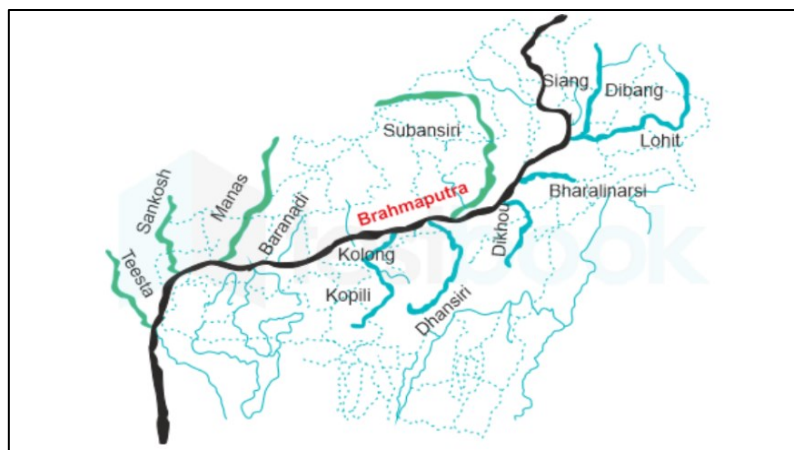 Siang
Dibang
Subansiri
Lohit
Bharalinarsi
Sankosh
Manas
Brahmaputra
Baranadi
Dikhou
Teesta
Kolong
Kopili
Dhansiri